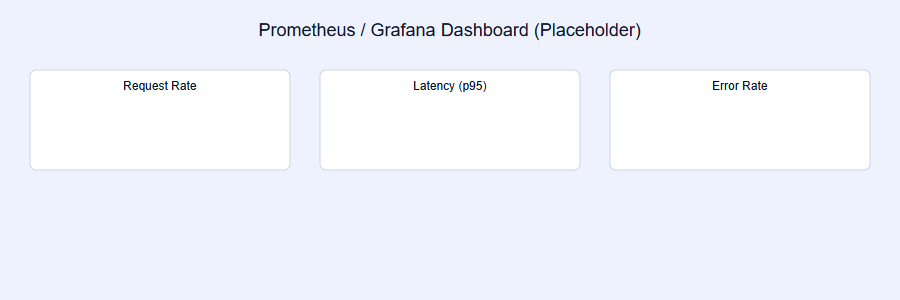 Prometheus / Grafana Dashboard (Placeholder)
Request Rate
Latency (p95)
Error Rate